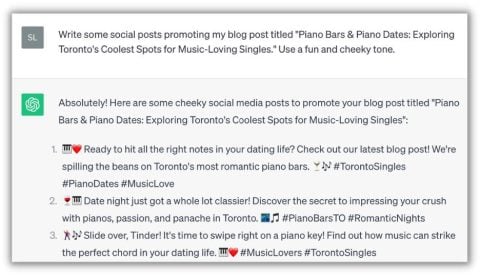 SL
Write some social posts promoting my blog post titled "Piano Bars & Piano Dates: Exploring
Toronto's Coolest Spots for Music-Loving Singles." Use a fun and cheeky tone.
Absolutely! Here are some cheeky social media posts to promote your blog post titled "Piano
Bars & Piano Dates: Exploring Toronto's Coolest Spots for Music-Loving Singles":
1. 🎹❤️ Ready to hit all the right notes in your dating life? Check out our latest blog post! We're
spilling the beans on Toronto's most romantic piano bars. 🍸🎶 #TorontoSingles
#PianoDates #MusicLove
2. 🍷🎹 Date night just got a whole lot classier! Discover the secret to impressing your crush
with pianos, passion, and panache in Toronto. 🌃🎵 #PianoBarsTO #RomanticNights
3. 🕺🎶 Slide over, Tinder! It's time to swipe right on a piano key! Find out how music can strike
the perfect chord in your dating life. 🎹❤️ #MusicLovers #TorontoSingles